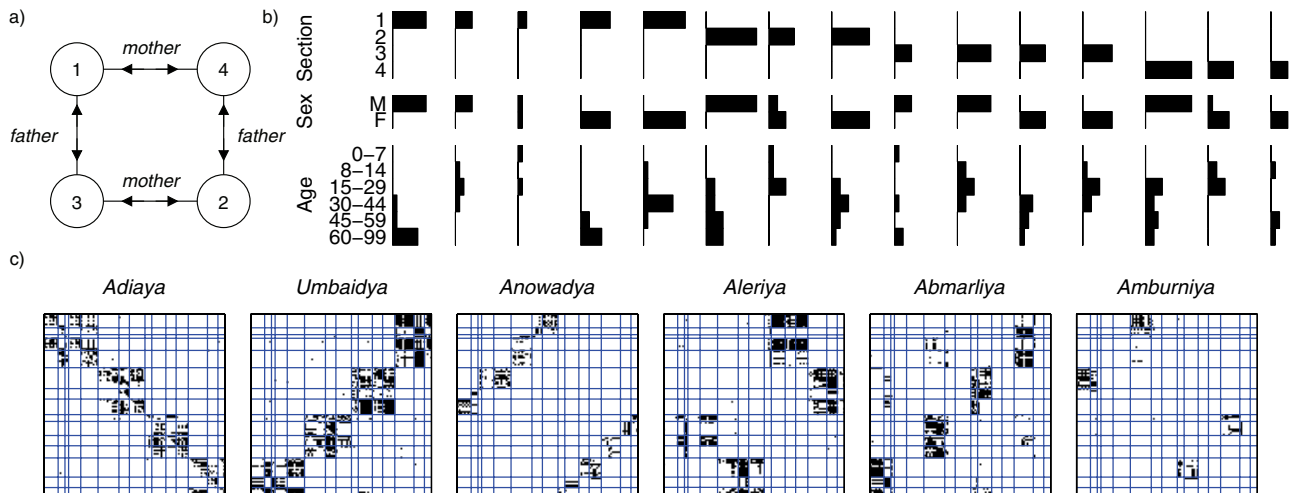 a)
1
mother
4
father
father
3
mother
2
b)
Section
1
2
3
4
Sex
M
F
Age
0−7
8−14
15−29
30−44
45−59
60−99
c)
Adiaya
Umbaidya
Anowadya
Aleriya
Abmarliya
Amburniya